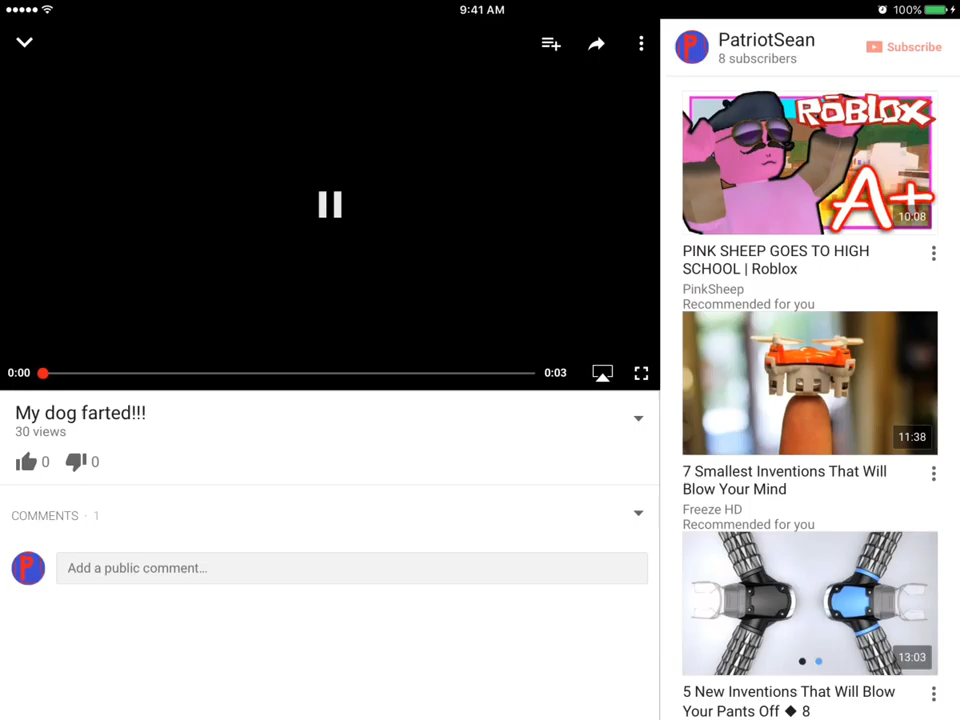 9:41 AM
100%
0:00
0:03
My dog farted!!!
30 views
0
0
COMMENTS · 1
P
Add a public comment...
P
PatriotSean
8 subscribers
Subscribe
ROBLOX
A+
10:08
PINK SHEEP GOES TO HIGH
SCHOOL | Roblox
PinkSheep
Recommended for you
11:38
7 Smallest Inventions That Will
Blow Your Mind
Freeze HD
Recommended for you
13:03
5 New Inventions That Will Blow
Your Pants Off ◆ 8